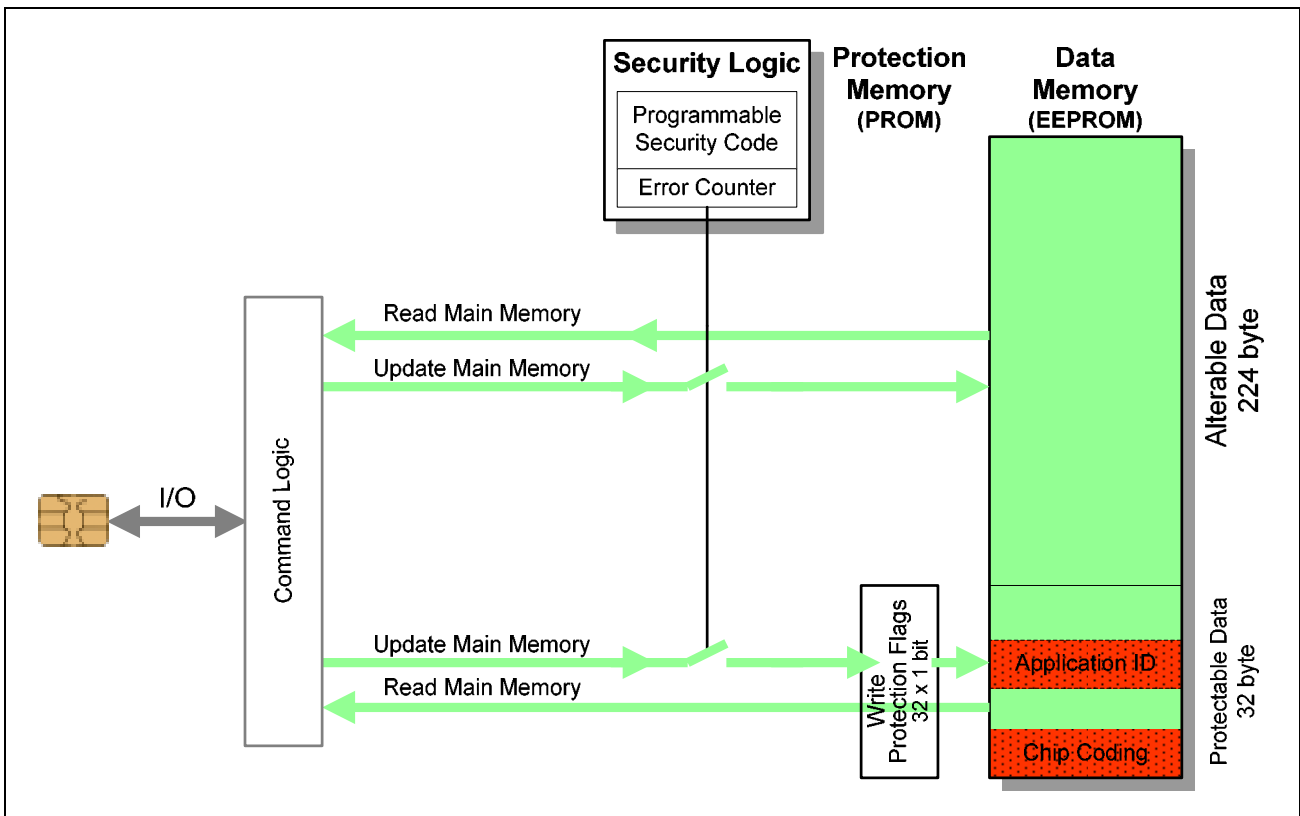 Security Logic
Programmable
Security Code
Error Counter
Protection
Memory
(PROM)
Data
Memory
(EEPROM)
Read Main Memory
Update Main Memory
Alterable Data
224 byte
I/O
Command Logic
Update Main Memory
Read Main Memory
Write
Protection Flags
32 x 1 bit
Application ID
Chip Coding
Protectable Data
32 byte